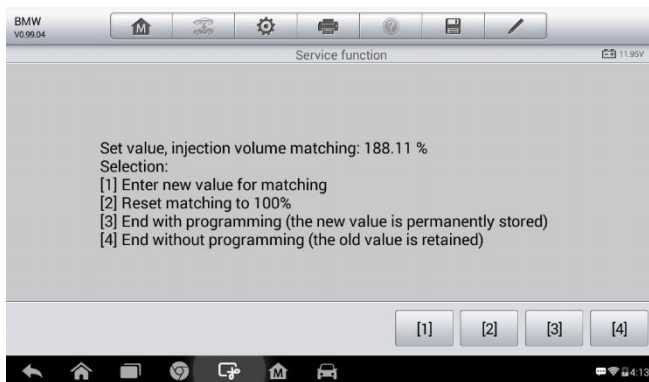 BMW
V0.99.04
M
Service function
11.95V
Set value, injection volume matching: 188.11 %
Selection:
[1] Enter new value for matching
[2] Reset matching to 100%
[3] End with programming (the new value is permanently stored)
[4] End without programming (the old value is retained)
[1] [2] [3] [4]
M
4:13